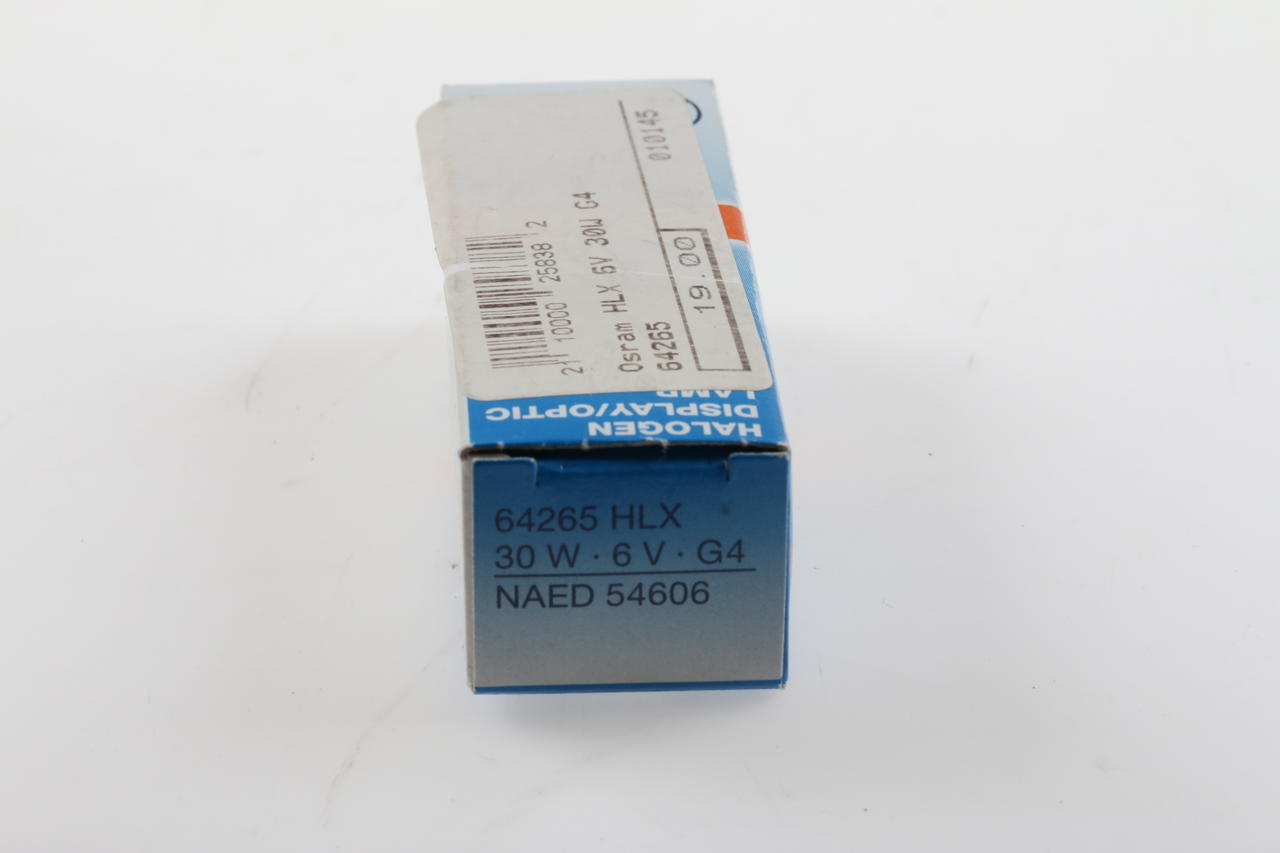 010145
21 10000 25838 2
Osram HLX 6V 30W G4
64265
19.00
HALOGEN
DISPLAY/OPTIC
LAMP
64265 HLX
30 W · 6 V · G4
NAED 54606